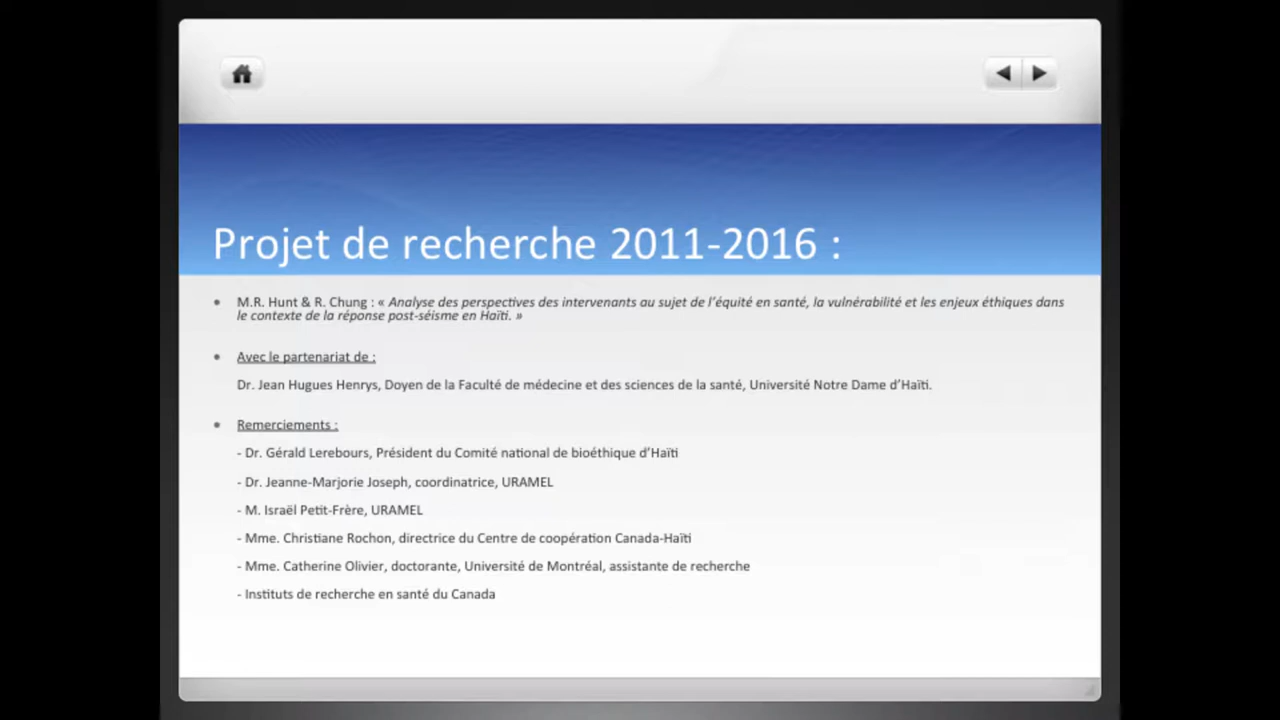 Projet de recherche 2011-2016 :
• M.R. Hunt & R. Chung : « Analyse des perspectives des intervenants au sujet de l'équité en santé, la vulnérabilité et les enjeux éthiques dans
le contexte de la réponse post-séisme en Haïti. »
• Avec le partenariat de :
Dr. Jean Hugues Henrys, Doyen de la Faculté de médecine et des sciences de la santé, Université Notre Dame d'Haïti.
• Remerciements :
- Dr. Gérald Lerebours, Président du Comité national de bioéthique d'Haïti
- Dr. Jeanne-Marjorie Joseph, coordinatrice, URAMEL
- M. Israël Petit-Frère, URAMEL
- Mme. Christiane Rochon, directrice du Centre de coopération Canada-Haïti
- Mme. Catherine Olivier, doctorante, Université de Montréal, assistante de recherche
- Instituts de recherche en santé du Canada